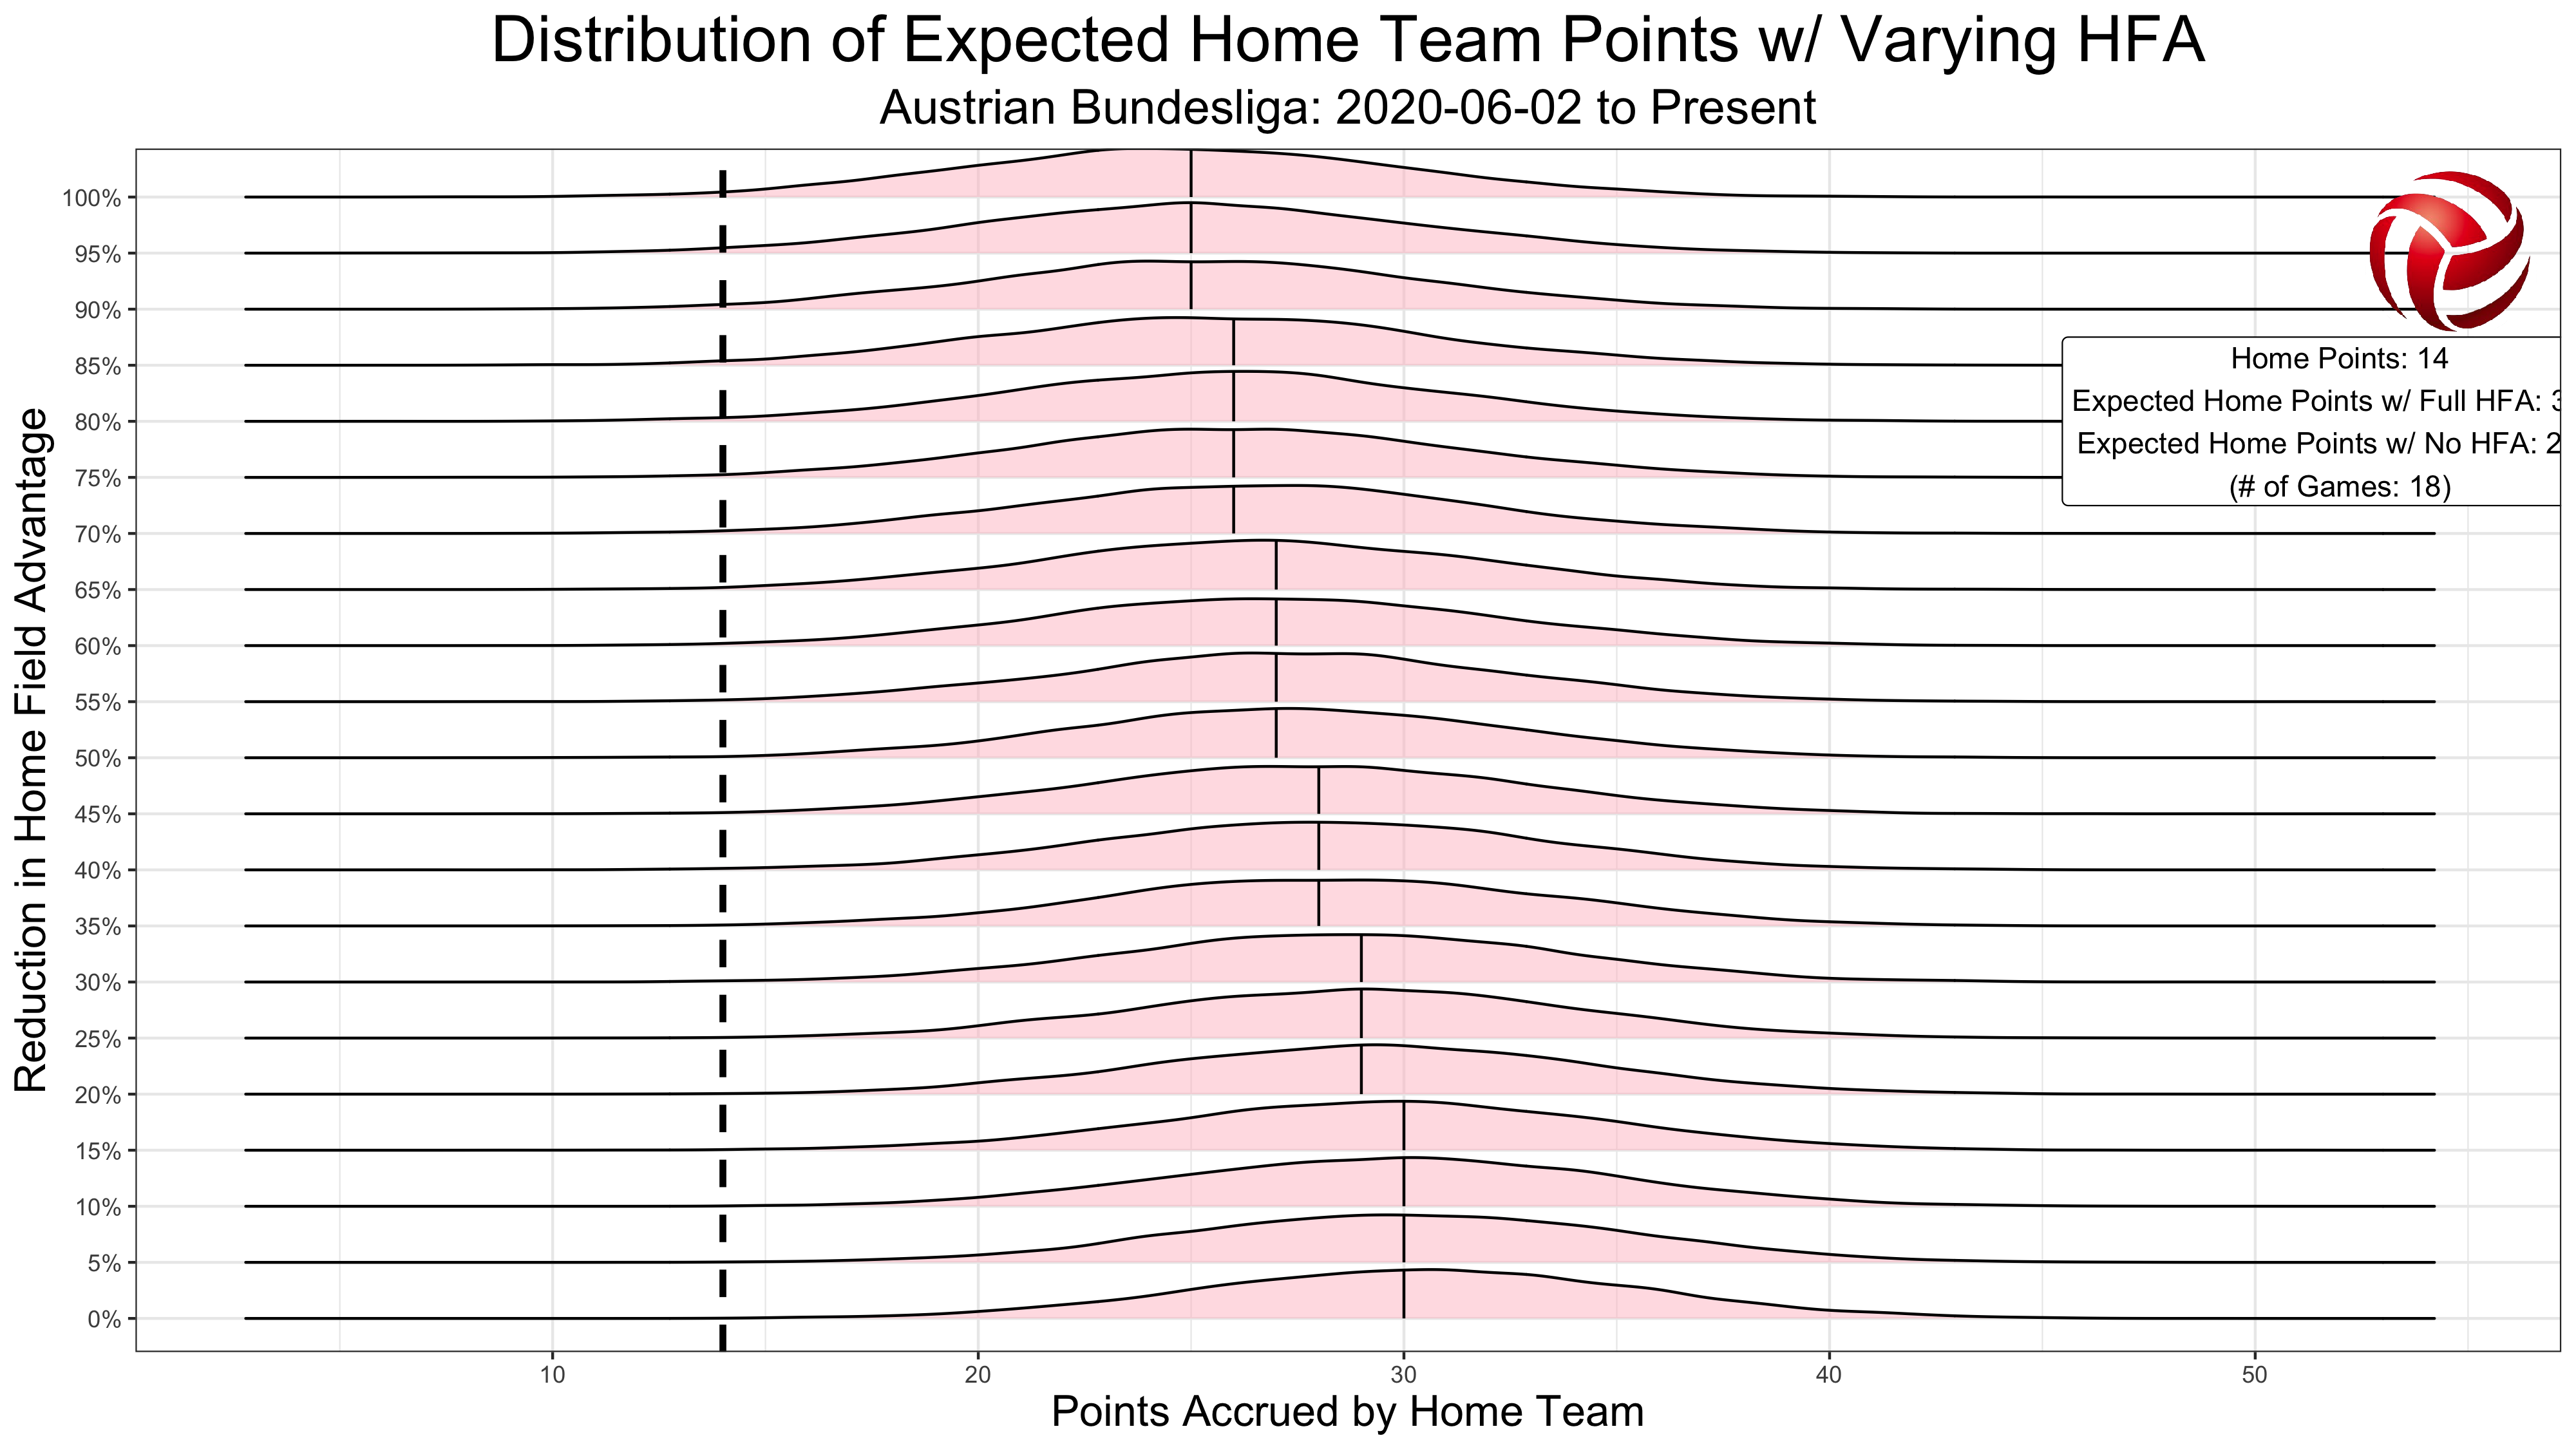 Distribution of Expected Home Team Points w/ Varying HFA
Austrian Bundesliga: 2020-06-02 to Present
Reduction in Home Field Advantage
100%
95%
90%
85%
80%
75%
70%
65%
60%
55%
50%
45%
40%
35%
30%
25%
20%
15%
10%
5%
0%
Home Points: 14
Expected Home Points w/ Full HFA:
Expected Home Points w/ No HFA: 2
(# of Games: 18)
10 20 30 40 50
Points Accrued by Home Team